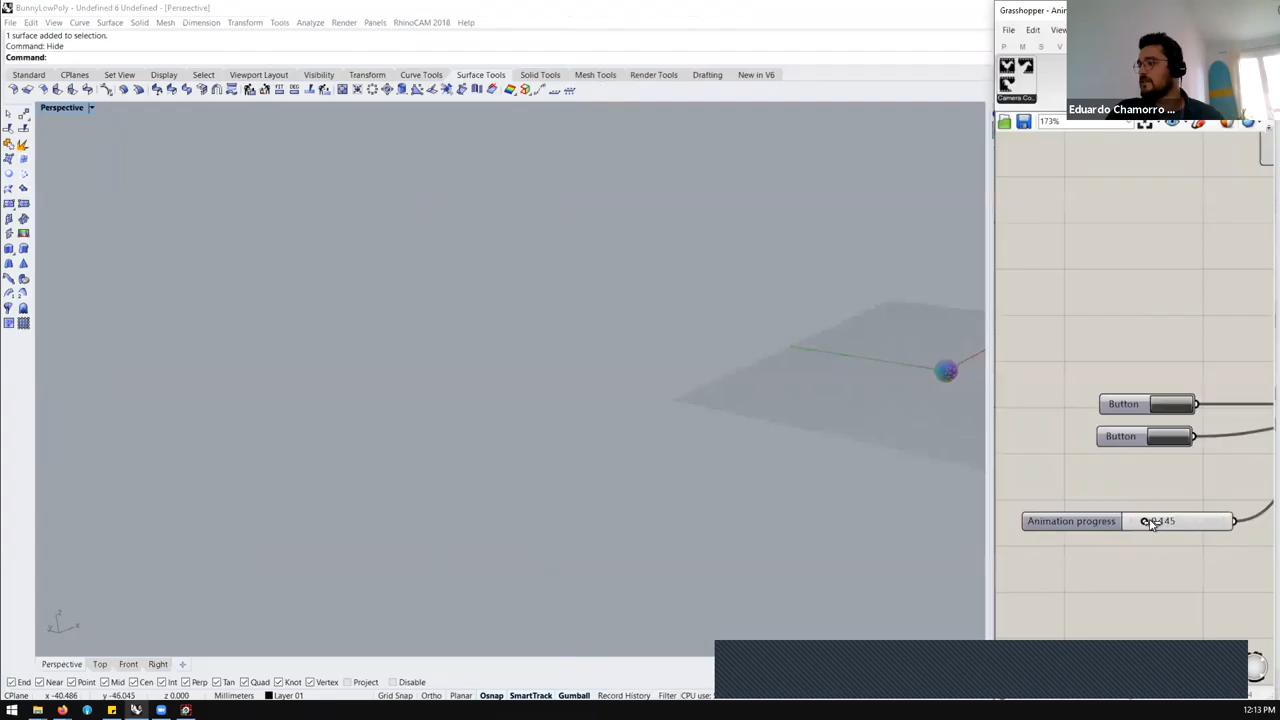 BunnyLowPoly - Undefined 6 Undefined - [Perspective]
File Edit View Curve Surface Solid Mesh Dimension Transform Tools Analyze Render Panels RhinoCAM 2018 Help
1 surface added to selection.
Command: Hide
Command:
Standard CPlanes Set View Display Select Viewport Layout Visibility Transform Curve Tools Surface Tools Solid Tools Mesh Tools Render Tools Drafting New in V6
Perspective
z
x
Perspective Top Front Right
End Near Point Mid Cen Int Perp Tan Quad Knot Vertex Project Disable
CPlane x -40.486 y -46.045 z 0.000 Millimeters Layer 01 Grid Snap Ortho Planar Osnap SmartTrack Gumball Record History Filter CPU use:
Grasshopper - Ani
File Edit View
P M S V
Camera Co...
173%
Eduardo Chamorro ...
Button
Button
Animation progress
12:13 PM